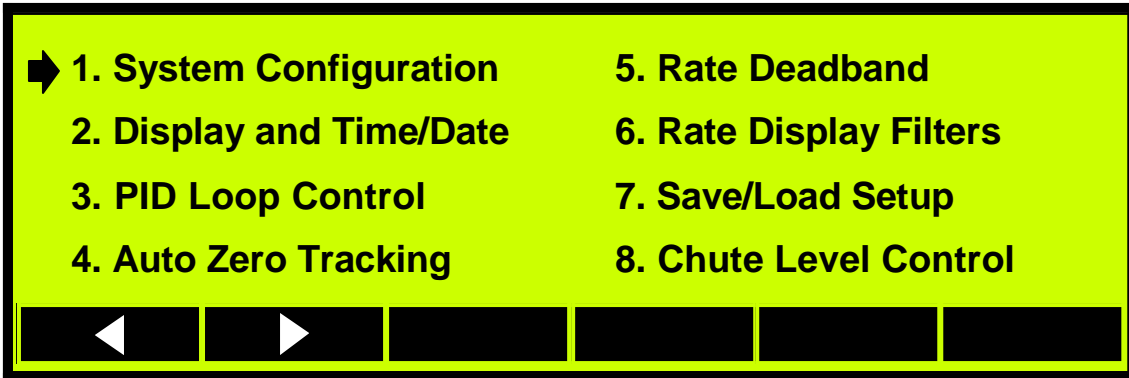 1. System Configuration
2. Display and Time/Date
3. PID Loop Control
4. Auto Zero Tracking
5. Rate Deadband
6. Rate Display Filters
7. Save/Load Setup
8. Chute Level Control